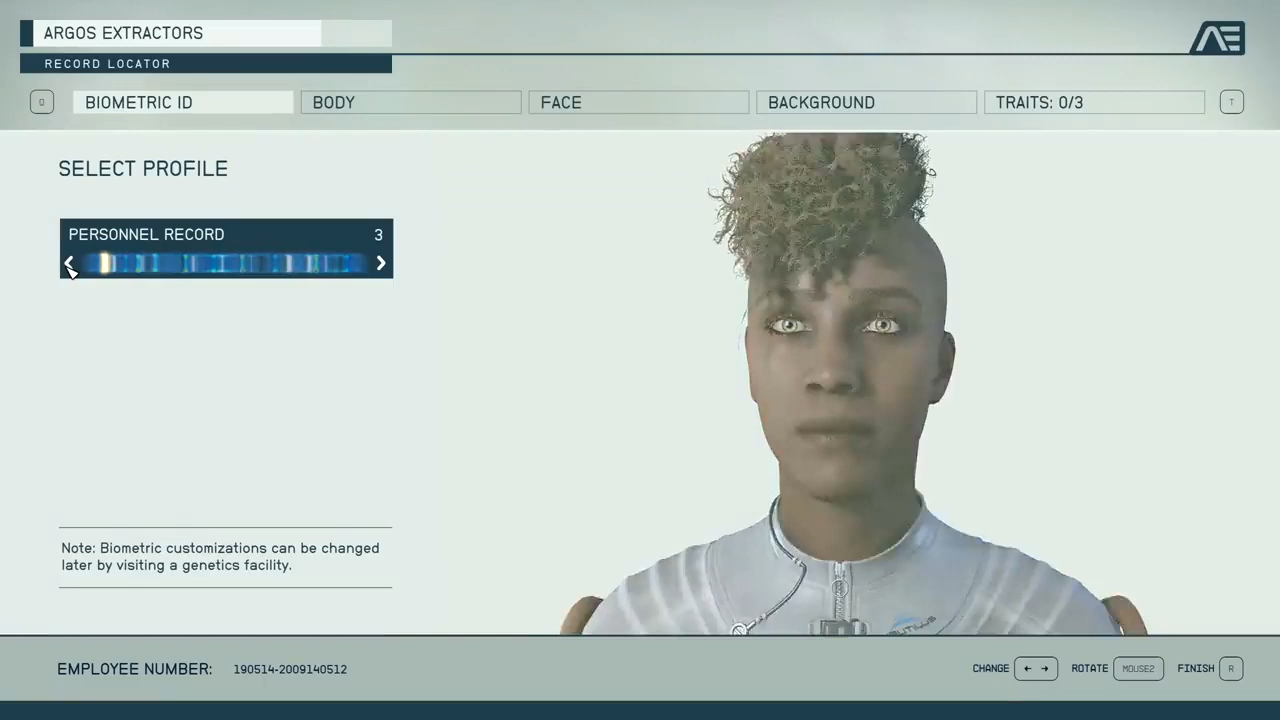 ARGOS EXTRACTORS
RECORD LOCATOR
AE
Q
BIOMETRIC ID
BODY
FACE
BACKGROUND
TRAITS: 0/3
T
SELECT PROFILE
PERSONNEL RECORD 3
Note: Biometric customizations can be changed
later by visiting a genetics facility.
EMPLOYEE NUMBER: 190514-2009140512
CHANGE
ROTATE MOUSE2
FINISH R